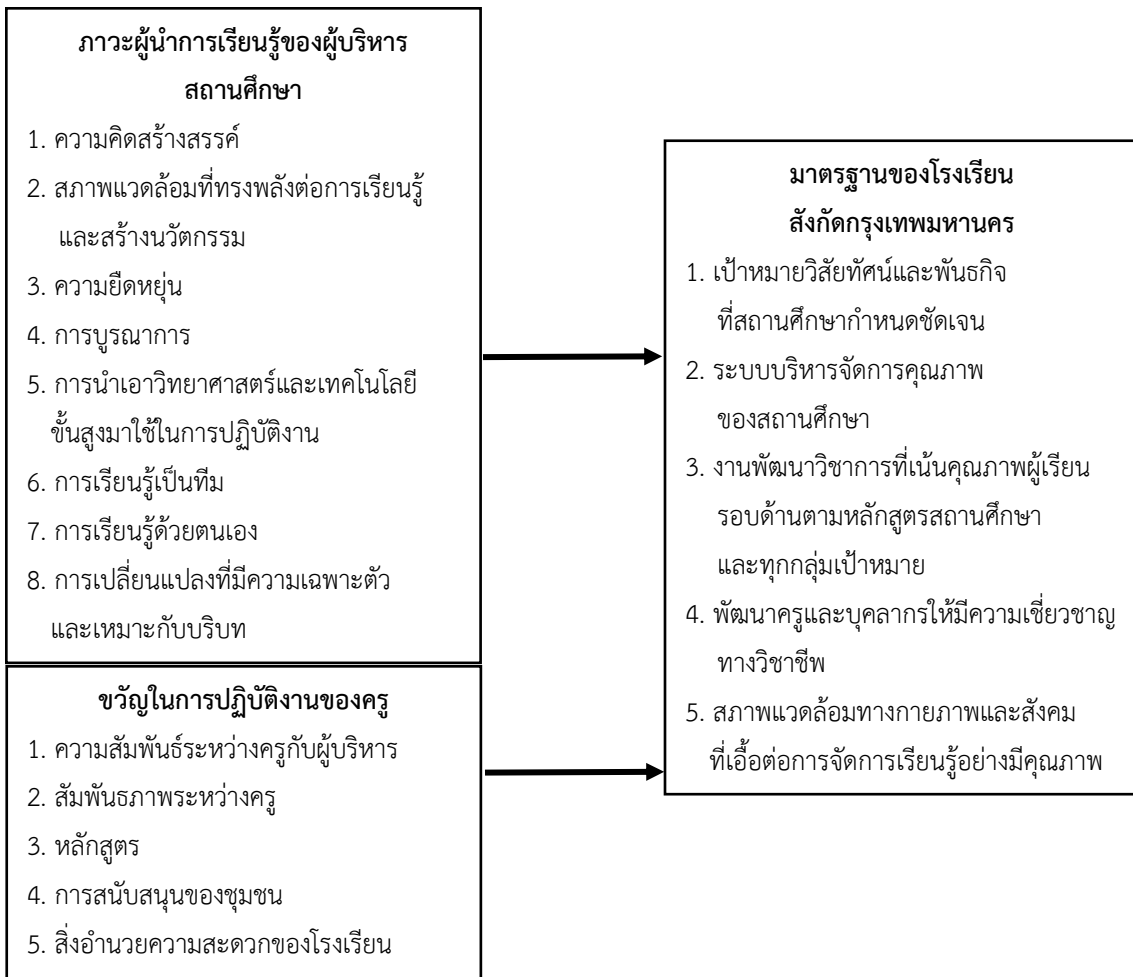 ภาวะผู้นำการเรียนรู้ของผู้บริหาร
สถานศึกษา
1. ความคิดสร้างสรรค์
2. สภาพแวดล้อมที่ทรงพลังต่อการเรียนรู้
และสร้างนวัตกรรม
3. ความยืดหยุ่น
4. การบูรณาการ
5. การนำเอาวิทยาศาสตร์และเทคโนโลยี
ขั้นสูงมาใช้ในการปฏิบัติงาน
6. การเรียนรู้เป็นทีม
7. การเรียนรู้ด้วยตนเอง
8. การเปลี่ยนแปลงที่มีความเฉพาะตัว
และเหมาะกับบริบท
ขวัญในการปฏิบัติงานของครู
1. ความสัมพันธ์ระหว่างครูกับผู้บริหาร
2. สัมพันธภาพระหว่างครู
3. หลักสูตร
4. การสนับสนุนของชุมชน
5. สิ่งอำนวยความสะดวกของโรงเรียน
มาตรฐานของโรงเรียน
สังกัดกรุงเทพมหานคร
1. เป้าหมายวิสัยทัศน์และพันธกิจ
ที่สถานศึกษากำหนดชัดเจน
2. ระบบบริหารจัดการคุณภาพ
ของสถานศึกษา
3. งานพัฒนาวิชาการที่เน้นคุณภาพผู้เรียน
รอบด้านตามหลักสูตรสถานศึกษา
และทุกกลุ่มเป้าหมาย
4. พัฒนาครูและบุคลากรให้มีความเชี่ยวชาญ
ทางวิชาชีพ
5. สภาพแวดล้อมทางกายภาพและสังคม
ที่เอื้อต่อการจัดการเรียนรู้อย่างมีคุณภาพ